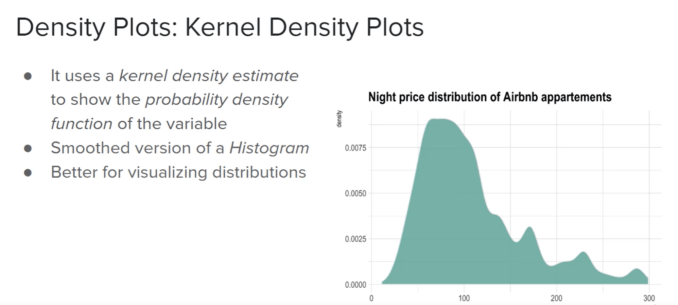 Density Plots: Kernel Density Plots
● It uses a kernel density estimate
to show the probability density
function of the variable
● Smoothed version of a Histogram
● Better for visualizing distributions
Night price distribution of Airbnb appartements
density
0.0075
0.0050
0.0025
0.0000
0 100 200 300